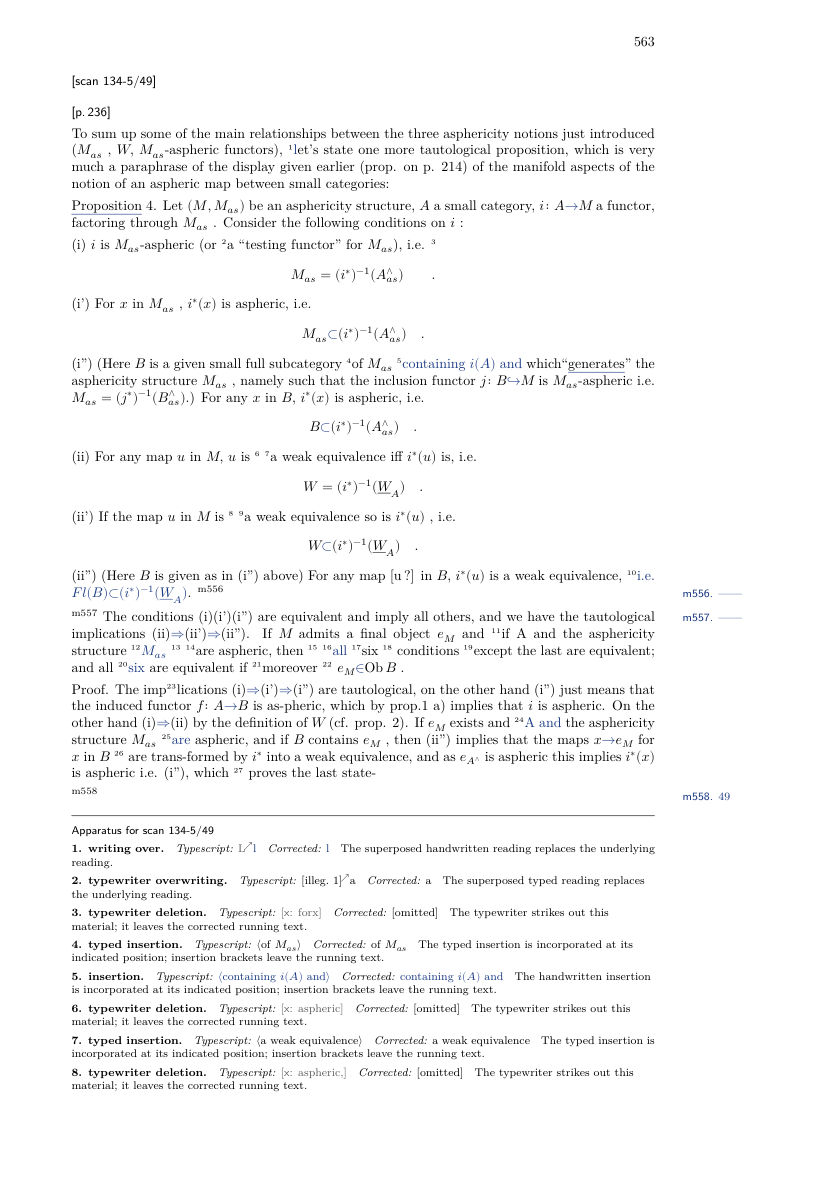 563
[scan 134-5/49]
[p. 236]
To sum up some of the main relationships between the three asphericity notions just introduced
(M_as , W, M_as-aspheric functors), ¹let's state one more tautological proposition, which is very
much a paraphrase of the display given earlier (prop. on p. 214) of the manifold aspects of the
notion of an aspheric map between small categories:
Proposition 4. Let (M, M_as) be an asphericity structure, A a small category, i: A→M a functor,
factoring through M_as . Consider the following conditions on i :
(i) i is M_as-aspheric (or ²a “testing functor” for M_as), i.e. ³
M_as = (i*)⁻¹(A^∧_as) .
(i') For x in M_as , i*(x) is aspheric, i.e.
M_as⊂(i*)⁻¹(A^∧_as) .
(i”) (Here B is a given small full subcategory ⁴of M_as ⁵containing i(A) and which“generates” the
asphericity structure M_as , namely such that the inclusion functor j: B↪M is M_as-aspheric i.e.
M_as = (j*)⁻¹(B^∧_as).) For any x in B, i*(x) is aspheric, i.e.
B⊂(i*)⁻¹(A^∧_as) .
(ii) For any map u in M, u is ⁶ ⁷a weak equivalence iff i*(u) is, i.e.
W = (i*)⁻¹(W_A) .
(ii') If the map u in M is ⁸ ⁹a weak equivalence so is i*(u) , i.e.
W⊂(i*)⁻¹(W_A) .
(ii”) (Here B is given as in (i”) above) For any map [u ?] in B, i*(u) is a weak equivalence, ¹⁰i.e.
Fl(B)⊂(i*)⁻¹(W_A). ᵐ⁵⁵⁶
m556. ——
ᵐ⁵⁵⁷ The conditions (i)(i')(i”) are equivalent and imply all others, and we have the tautological
m557. ——
implications (ii)⇒(ii')⇒(ii”). If M admits a final object e_M and ¹¹if A and the asphericity
structure ¹²M_as ¹³ ¹⁴are aspheric, then ¹⁵ ¹⁶all ¹⁷six ¹⁸ conditions ¹⁹except the last are equivalent;
and all ²⁰six are equivalent if ²¹moreover ²² e_M∈Ob B .
Proof. The imp²³lications (i)⇒(i')⇒(i”) are tautological, on the other hand (i”) just means that
the induced functor f: A→B is as-pheric, which by prop.1 a) implies that i is aspheric. On the
other hand (i)⇒(ii) by the definition of W (cf. prop. 2). If e_M exists and ²⁴A and the asphericity
structure M_as ²⁵are aspheric, and if B contains e_M , then (ii”) implies that the maps x→e_M for
x in B ²⁶ are trans-formed by i* into a weak equivalence, and as e_A^∧ is aspheric this implies i*(x)
is aspheric i.e. (i”), which ²⁷ proves the last state-
ᵐ⁵⁵⁸
m558. 49
Apparatus for scan 134-5/49
1. writing over. Typescript: L↗l Corrected: l The superposed handwritten reading replaces the underlying
reading.
2. typewriter overwriting. Typescript: [illeg. 1]↗a Corrected: a The superposed typed reading replaces
the underlying reading.
3. typewriter deletion. Typescript: [x: forx] Corrected: [omitted] The typewriter strikes out this
material; it leaves the corrected running text.
4. typed insertion. Typescript: ⟨of M_as⟩ Corrected: of M_as The typed insertion is incorporated at its
indicated position; insertion brackets leave the running text.
5. insertion. Typescript: ⟨containing i(A) and⟩ Corrected: containing i(A) and The handwritten insertion
is incorporated at its indicated position; insertion brackets leave the running text.
6. typewriter deletion. Typescript: [x: aspheric] Corrected: [omitted] The typewriter strikes out this
material; it leaves the corrected running text.
7. typed insertion. Typescript: ⟨a weak equivalence⟩ Corrected: a weak equivalence The typed insertion is
incorporated at its indicated position; insertion brackets leave the running text.
8. typewriter deletion. Typescript: [x: aspheric,] Corrected: [omitted] The typewriter strikes out this
material; it leaves the corrected running text.